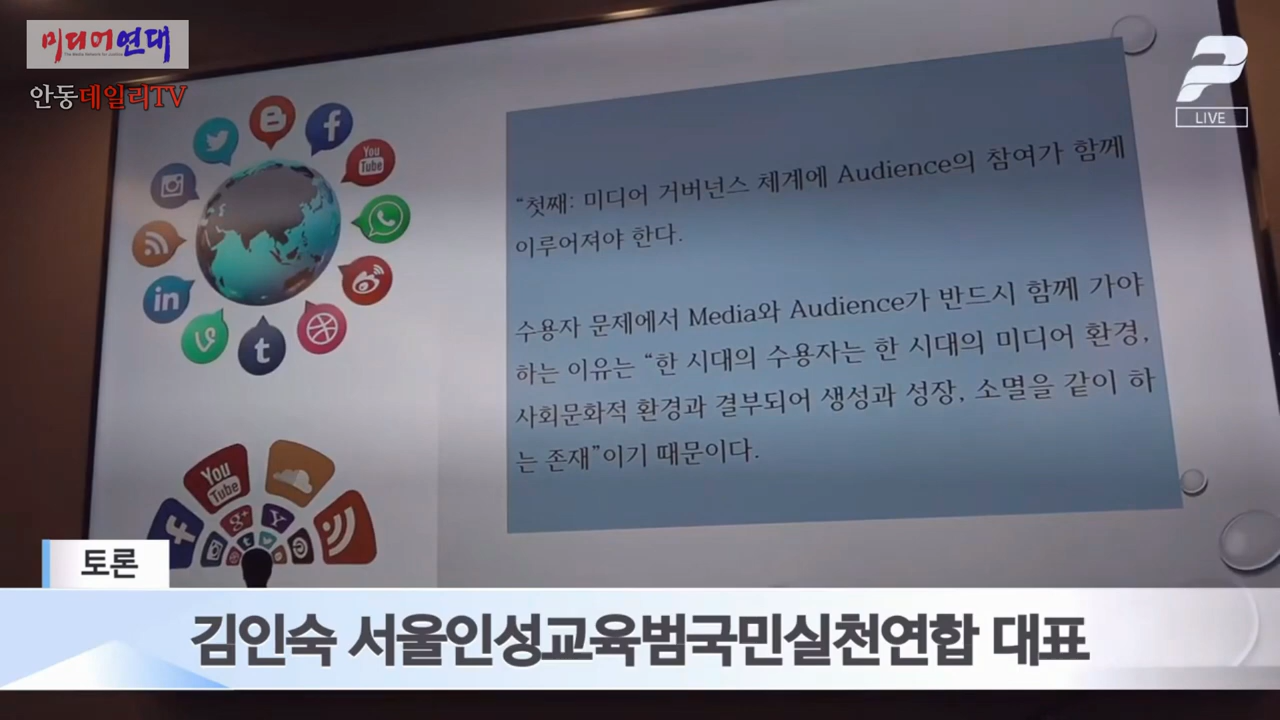 미디어연대
안동데일리TV
LIVE
You
Tube
in
t
You
Tube
g+
Y
“첫째: 미디어 거버넌스 체계에 Audience의 참여가 함께
이루어져야 한다.
수용자 문제에서 Media와 Audience가 반드시 함께 가야
하는 이유는 “한 시대의 수용자는 한 시대의 미디어 환경,
사회문화적 환경과 결부되어 생성과 성장, 소멸을 같이 하
는 존재”이기 때문이다.
토론
김인숙 서울인성교육범국민실천연합 대표